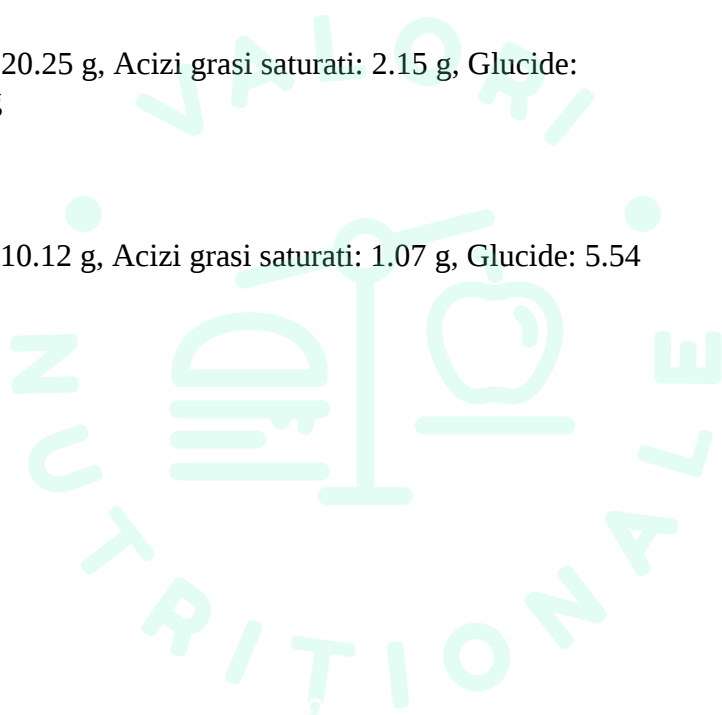 20.25 g, Acizi grasi saturati: 2.15 g, Glucide:
10.12 g, Acizi grasi saturati: 1.07 g, Glucide: 5.54
VALORI
NUTRITIONALE